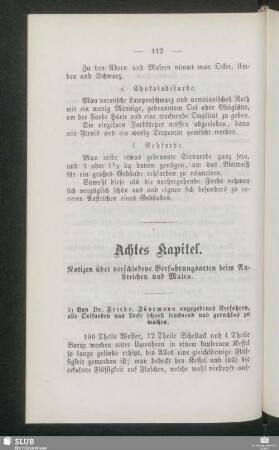 — 112 —
Zu den Adern und Masern nimmt man Ocker, Um-
bra und Schwarz.
e. Chokoladefarbe.
Man vermische Lampenschwarz und venetianisches Roth
mit ein wenig Mennige, gebranntem Oel oder Bleiglätte,
um der Farbe Härte und eine trocknende Qualität zu geben.
Die einzelnen Farbkörper müssen abgerieben, dann
mit Firnis und ein wenig Terpentin gemischt werden.
f. Rehfarbe.
Man reibe etwas gebrannte Sienaerde ganz fein,
und 1 oder 1½ davon genügen, um das Bleiweiß
für ein großes Gebäude rehfarben zu nüanciren.
Sowohl diese als die vorhergehende Farbe nehmen
sich vorzüglich schön aus und eignen sich besonders zu in-
neren Anstrichen eines Gebäudes.
Achtes Kapitel.
Notizen über verschiedene Verfahrungsarten beim An-
streichen und Malen.
1) Von Dr. Friedr. Jünemann angegebenes Verfahren,
alle Oelfarben und Lacke schnell trocknend und geruchlos zu
machen.
100 Theile Wasser, 12 Theile Schellack und 4 Theile
Borax werden unter Umrühren in einem kupfernen Kessel
so lange gelinde erhitzt, bis Alles eine gleichförmige Flüs-
sigkeit geworden ist; man bedeckt den Kessel und füllt die
erkaltete Flüssigkeit auf Flaschen, welche wohl verstopft auf-
SLUB
Wir führen Wissen.